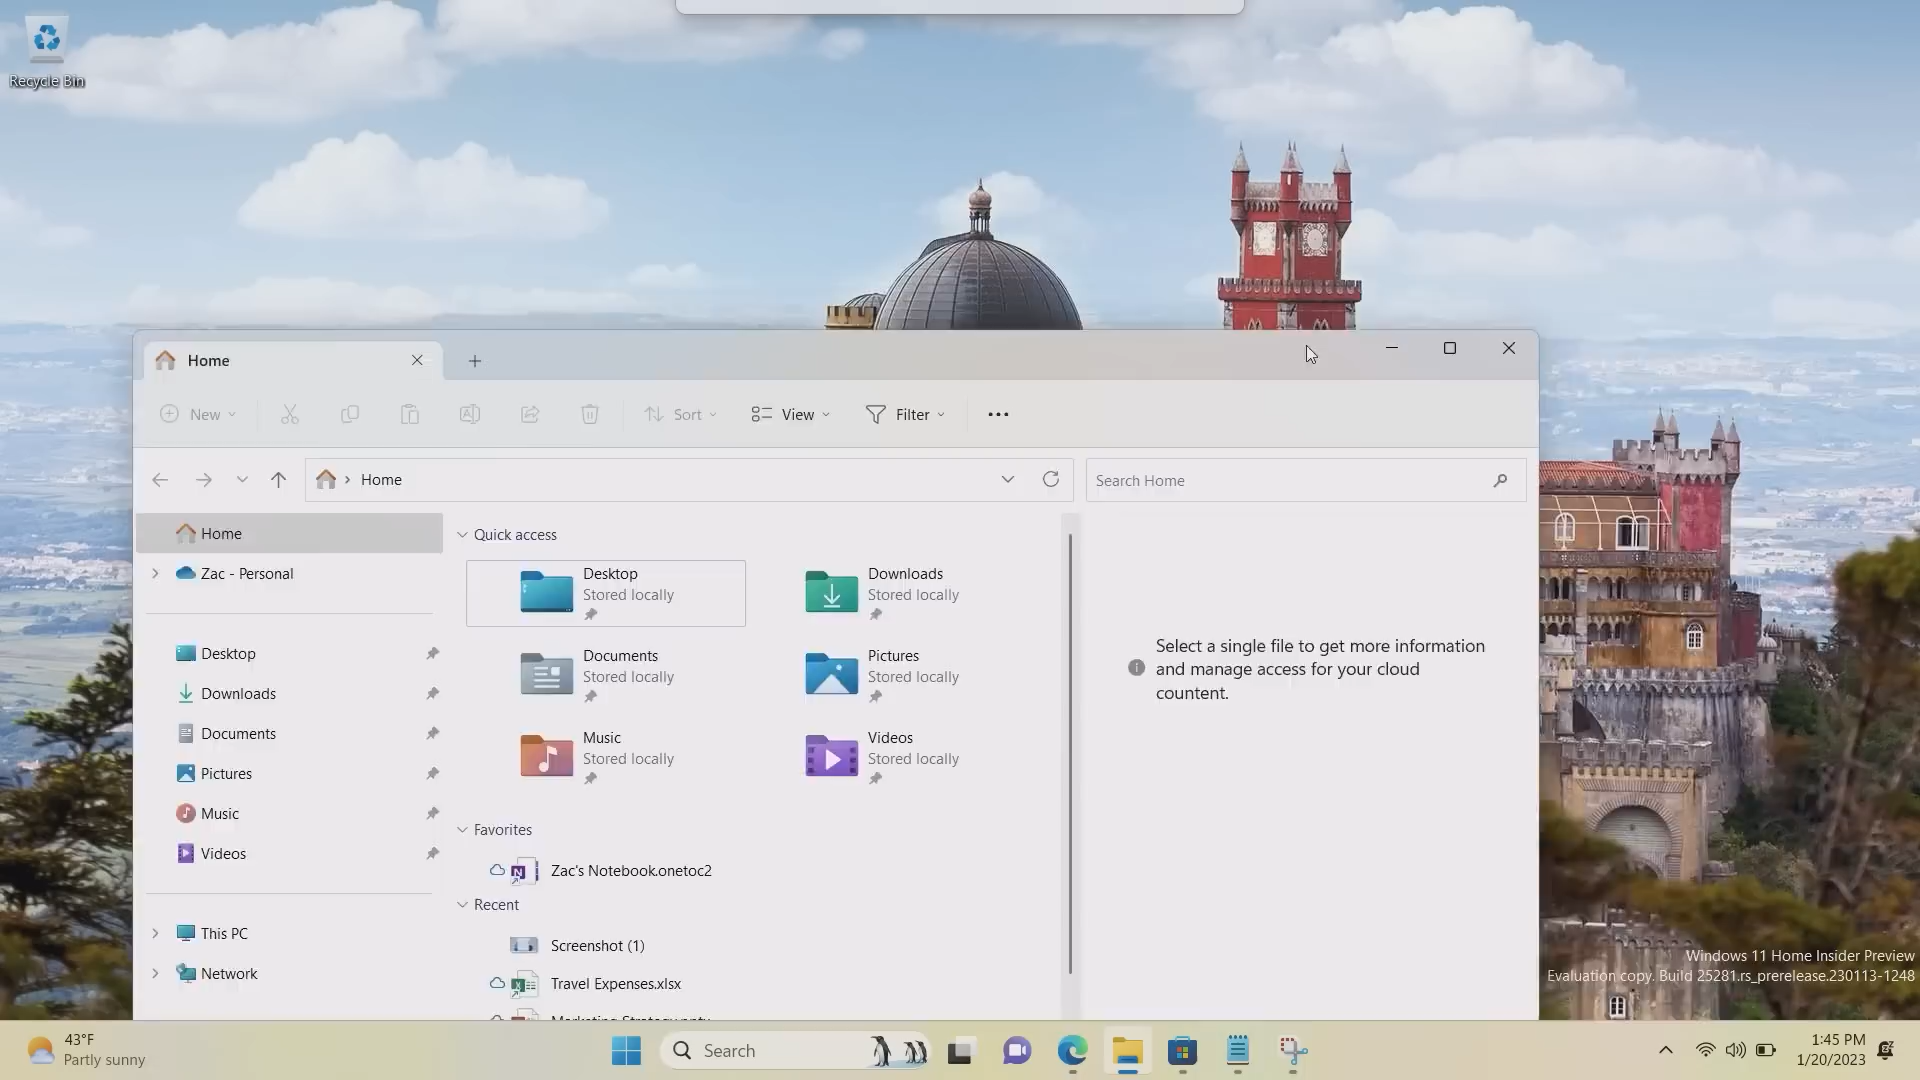 Recycle Bin
Home
New
Sort
View
Filter
Home
Search Home
Home
Zac - Personal
Desktop
Downloads
Documents
Pictures
Music
Videos
This PC
Network
Quick access
Desktop
Stored locally
Downloads
Stored locally
Documents
Stored locally
Pictures
Stored locally
Music
Stored locally
Videos
Stored locally
Favorites
Zac's Notebook.onetoc2
Recent
Screenshot (1)
Travel Expenses.xlsx
Select a single file to get more information
and manage access for your cloud
countent.
Windows 11 Home Insider Preview
Evaluation copy. Build 25281.rs_prerelease.230113-1248
43°F
Partly sunny
Search
1:45 PM
1/20/2023